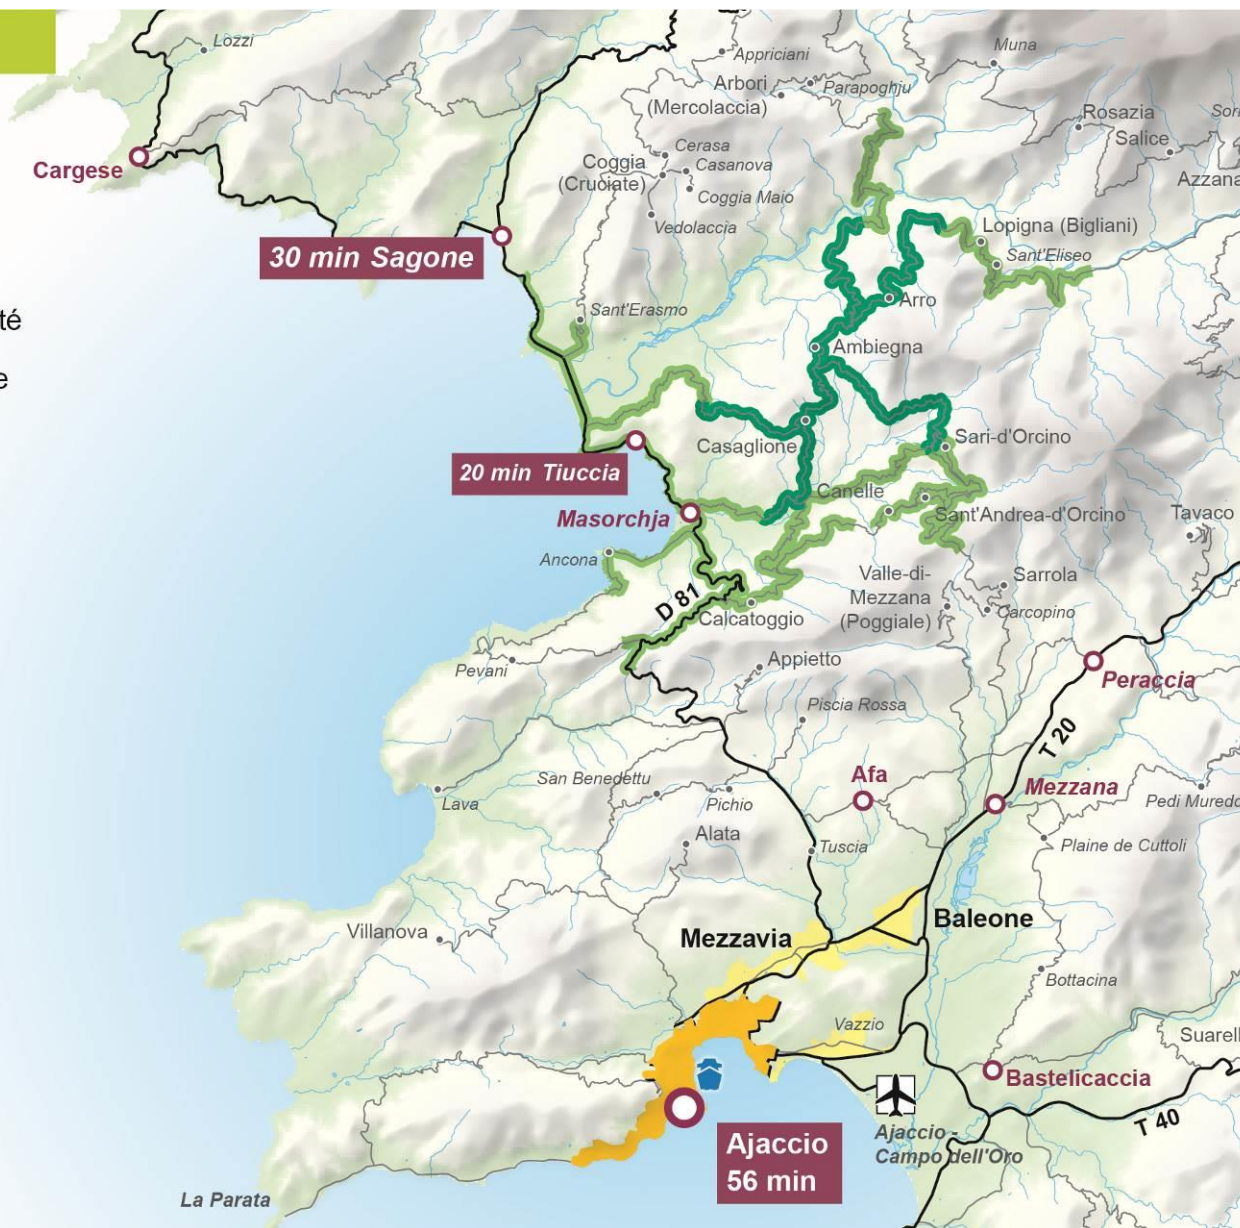 Lozzi
Appriciani
Muna
Arbori
(Mercolaccia)
Parapoghju
Rosazia
Salice
Azzana
Cargese
Cerasa
Coggia
(Cruciate)
Casanova
Coggia Maio
Vedolaccia
Lopigna (Bigliani)
Sant'Eliseo
30 min Sagone
Arro
Sant'Erasmo
té
e
Ambiegna
Casaglione
Sari-d'Orcino
20 min Tiuccia
Canelle
Masorchja
Sant'Andrea-d'Orcino
Tavaco
Ancona
Valle-di-
Mezzana
(Poggiale)
Sarrola
Carcopino
D 81
Calcatoggio
Pevani
Appietto
Peraccia
Piscia Rossa
T 20
San Benedettu
Afa
Mezzana
Lava
Pichio
Pedi Muredd
Alata
Tuscia
Plaine de Cuttoli
Villanova
Mezzavia
Baleone
Bottacina
Vazzio
Suarell
Bastelicaccia
T 40
Ajaccio
56 min
Ajaccio -
Campo dell'Oro
La Parata